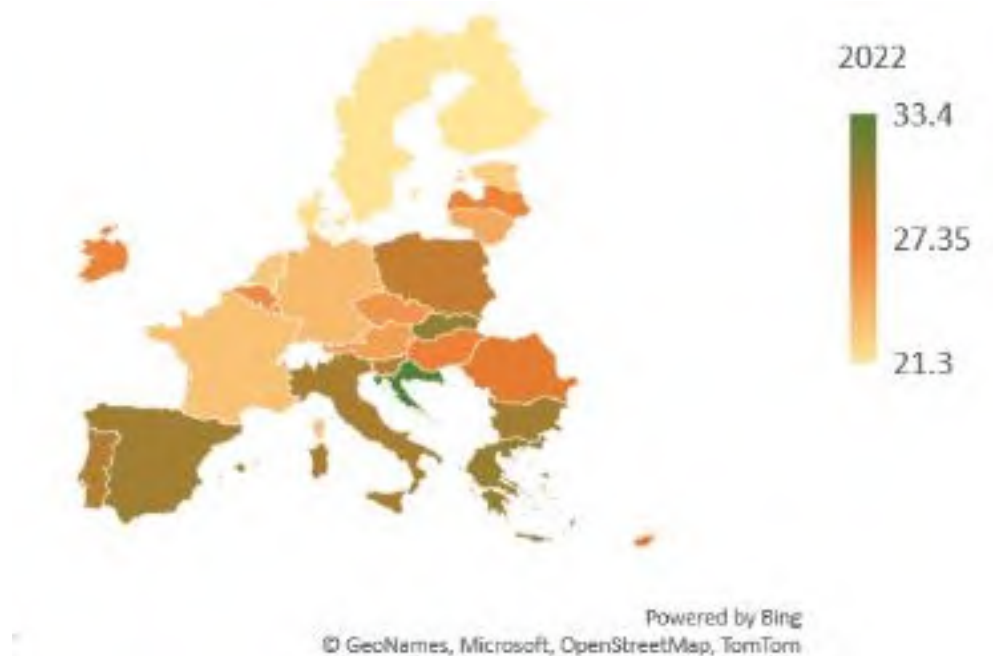 2022
33.4
27.35
21.3
Powered by Bing
© GeoNames, Microsoft, OpenStreetMap, TomTom